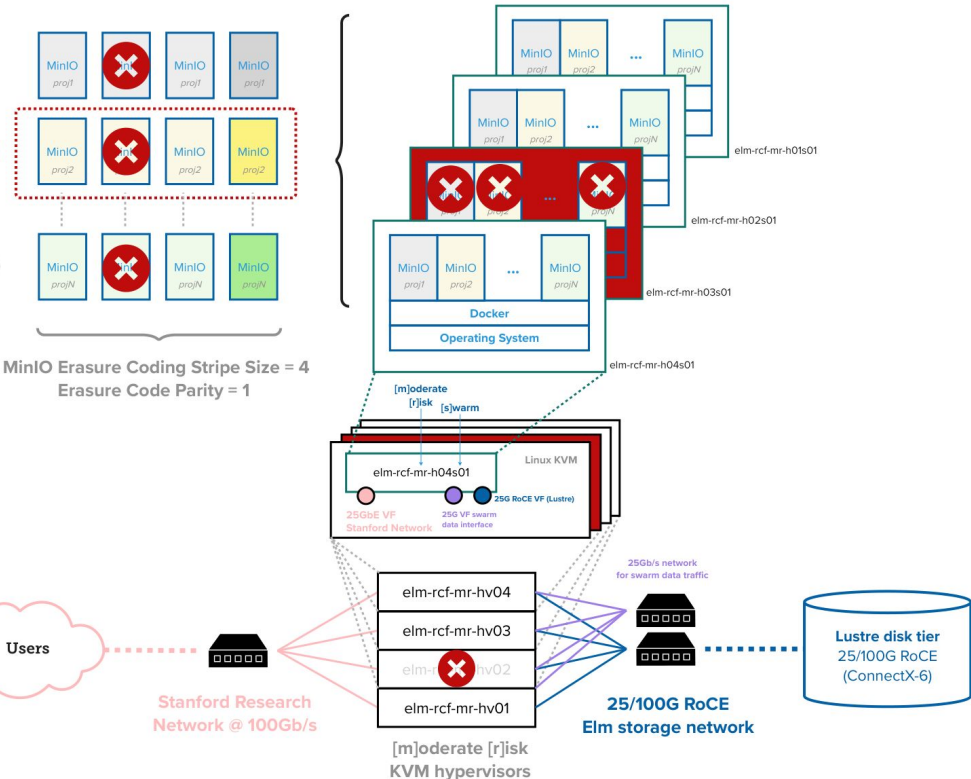 MinIO
proj1
MinIO
proj1
MinIO
proj1
MinIO
proj2
MinIO
proj2
MinIO
proj2
MinIO
projN
MinIO
projN
MinIO
projN
MinIO Erasure Coding Stripe Size = 4
Erasure Code Parity = 1
MinIO
proj1
MinIO
proj2
...
MinIO
projN
elm-rcf-mr-h01s01
MinIO
proj1
MinIO
proj2
...
MinIO
projN
elm-rcf-mr-h02s01
proj1
proj2
...
projN
elm-rcf-mr-h03s01
MinIO
proj1
MinIO
proj2
...
MinIO
projN
Docker
Operating System
elm-rcf-mr-h04s01
[m]oderate
[r]isk
[s]warm
Linux KVM
elm-rcf-mr-h04s01
25GbE VF
Stanford Network
25G VF swarm
data interface
25G RoCE VF (Lustre)
Users
Stanford Research
Network @ 100Gb/s
elm-rcf-mr-hv04
elm-rcf-mr-hv03
hv02
elm-rcf-mr-hv01
[m]oderate [r]isk
KVM hypervisors
25Gb/s network
for swarm data traffic
25/100G RoCE
Elm storage network
Lustre disk tier
25/100G RoCE
(ConnectX-6)